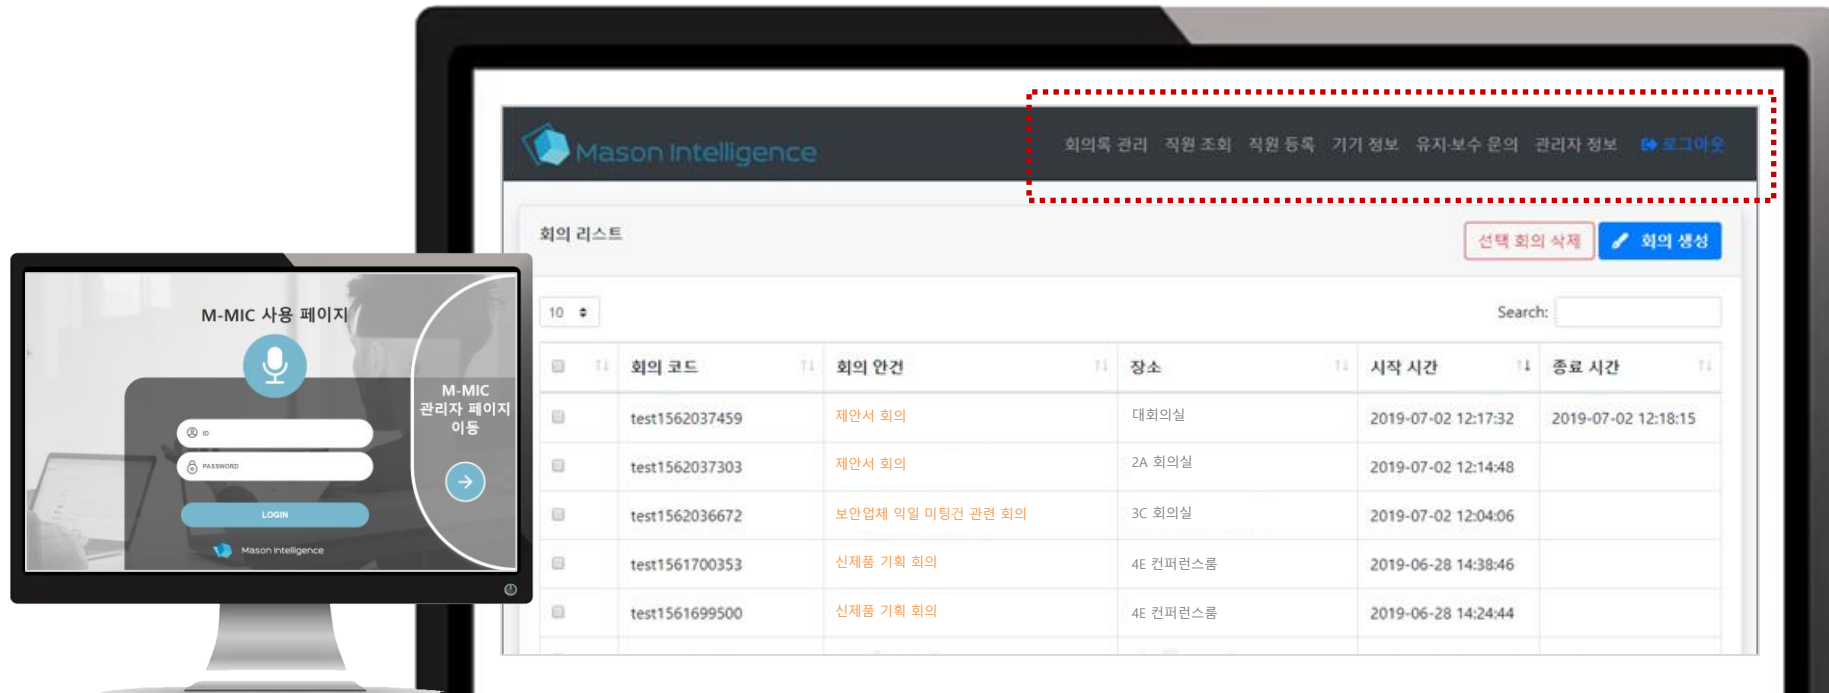 Mason Intelligence
회의록 관리 직원 조회 직원 등록 기기 정보 유지·보수 문의 관리자 정보 로그아웃
회의 리스트
선택 회의 삭제 회의 생성
10 Search:
회의 코드 회의 안건 장소 시작 시간 종료 시간
test1562037459 제안서 회의 대회의실 2019-07-02 12:17:32 2019-07-02 12:18:15
test1562037303 제안서 회의 2A 회의실 2019-07-02 12:14:48
test1562036672 보안업체 익일 미팅건 관련 회의 3C 회의실 2019-07-02 12:04:06
test1561700353 신제품 기획 회의 4E 컨퍼런스룸 2019-06-28 14:38:46
test1561699500 신제품 기획 회의 4E 컨퍼런스룸 2019-06-28 14:24:44
M-MIC 사용 페이지
ID
PASSWORD
LOGIN
Mason Intelligence
M-MIC
관리자 페이지
이동